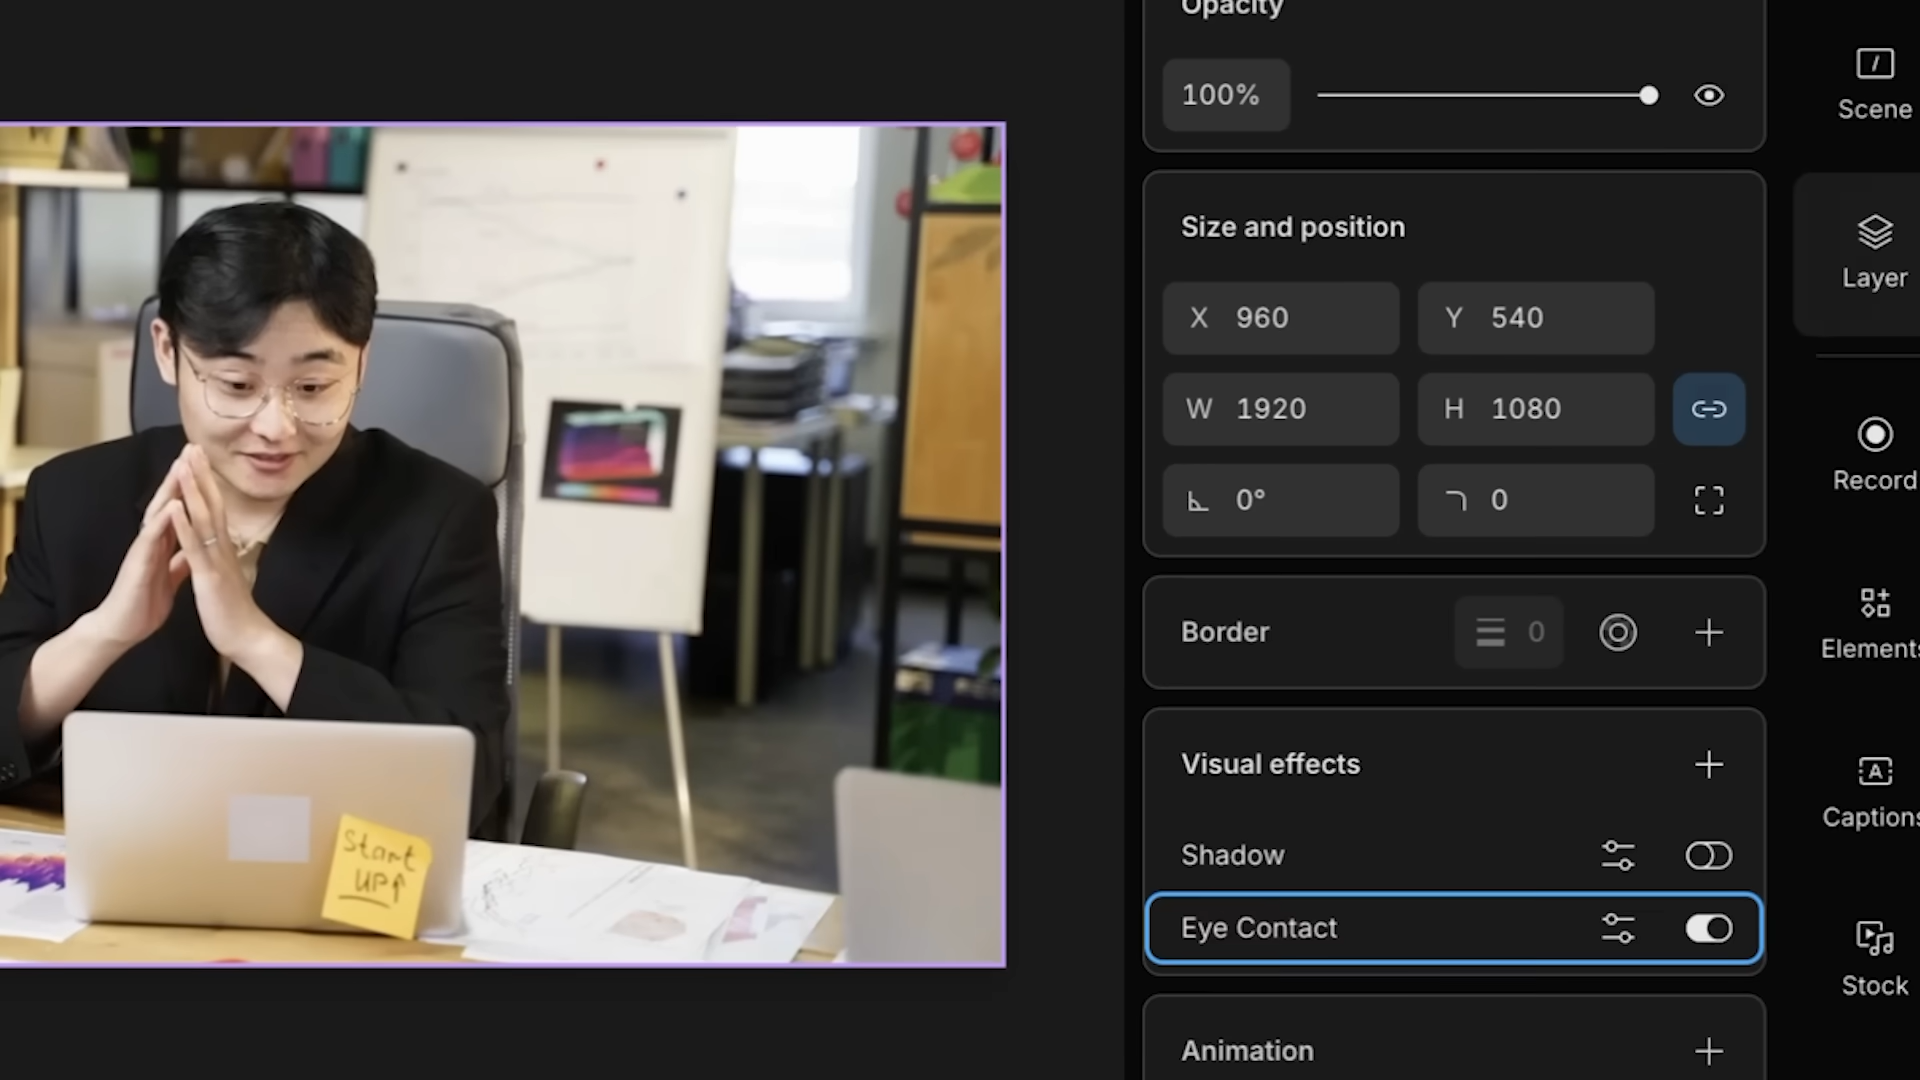 Opacity
100%
Scene
Size and position
Layer
X 960
Y 540
W 1920
H 1080
Record
0°
0
Border
0
Elements
Visual effects
Captions
Shadow
Start
UP↑
Eye Contact
Stock
Animation